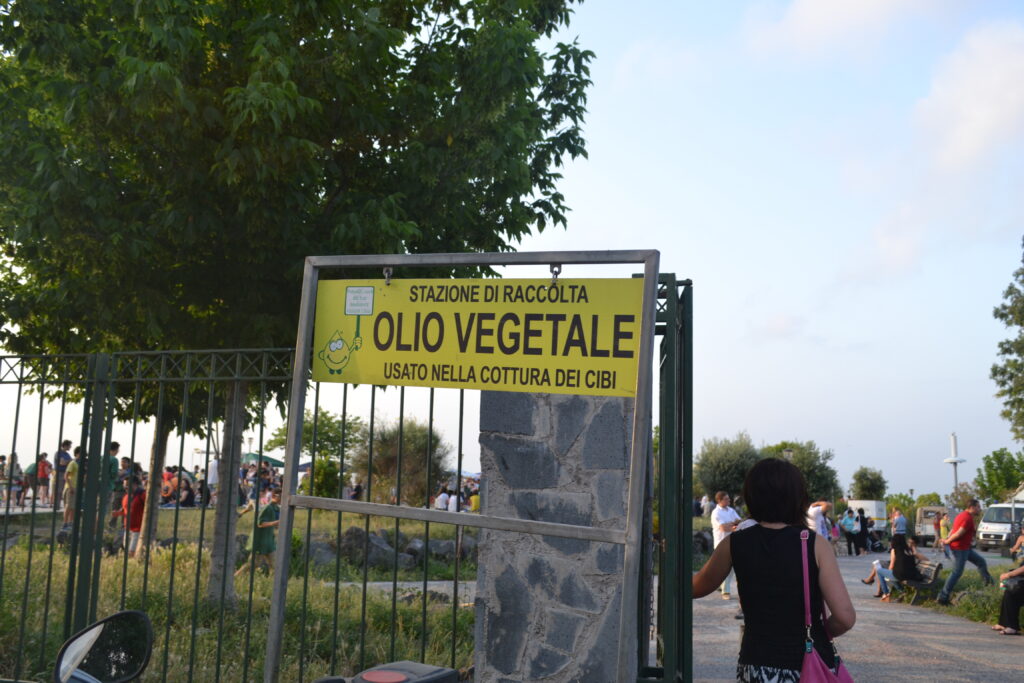 STAZIONE DI RACCOLTA
OLIO VEGETALE
USATO NELLA COTTURA DEI CIBI